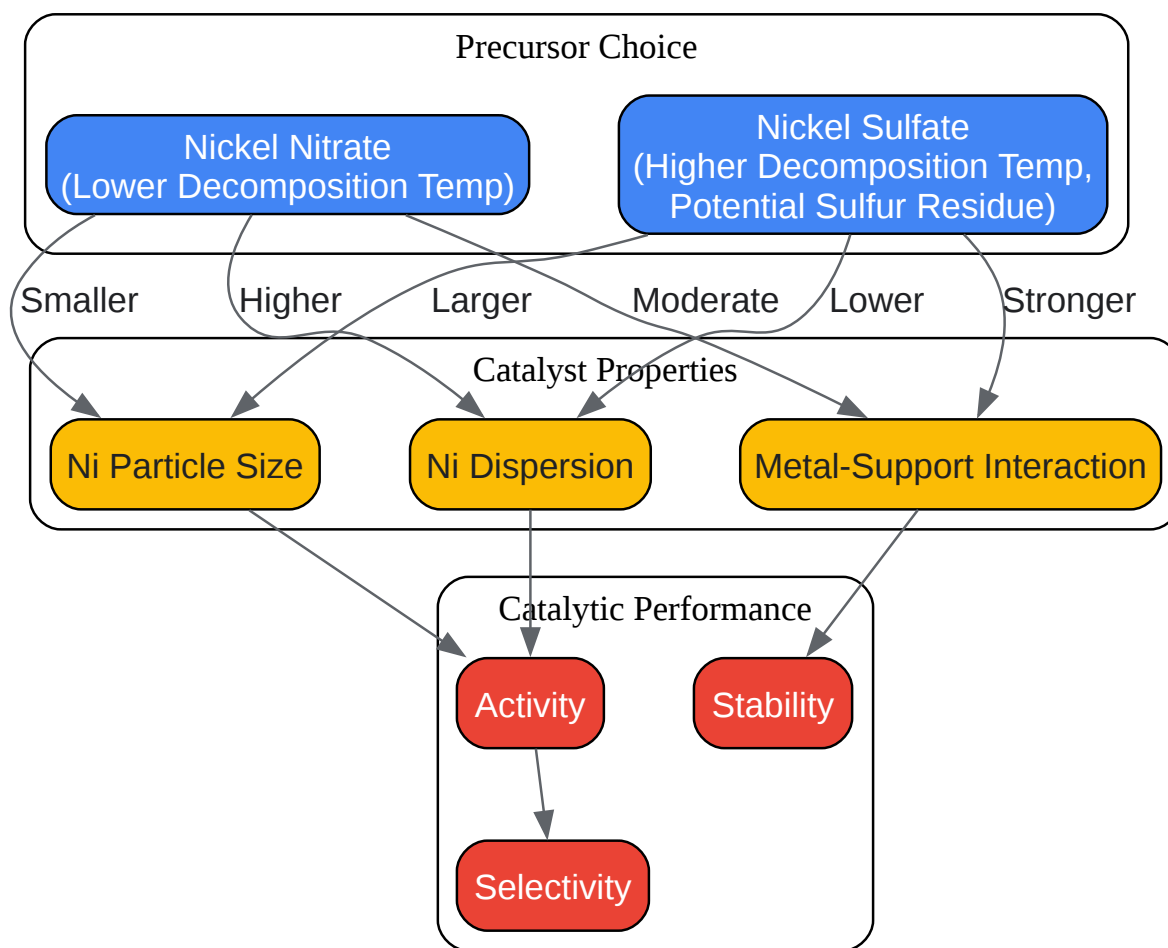 Precursor Choice
Nickel Nitrate
(Lower Decomposition Temp)
Nickel Sulfate
(Higher Decomposition Temp,
Potential Sulfur Residue)
Smaller
Higher
Larger
Moderate
Lower
Stronger
Catalyst Properties
Ni Particle Size
Ni Dispersion
Metal-Support Interaction
Catalytic Performance
Activity
Stability
Selectivity